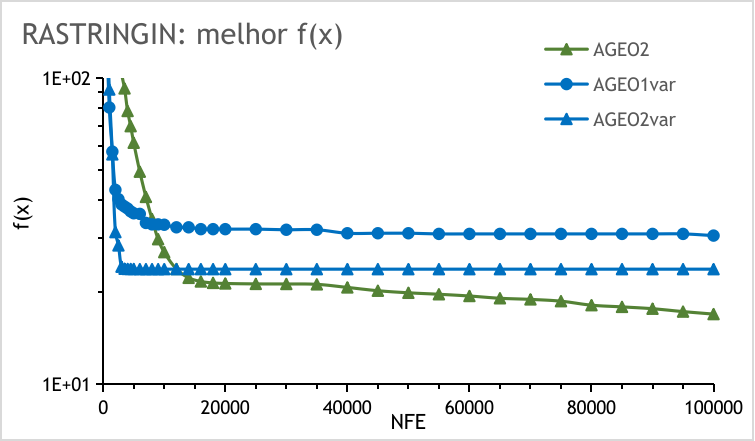 RASTRINGIN: melhor f(x)
AGEO2
AGEO1var
AGEO2var
1E+02
f(x)
1E+01
0 20000 40000 60000 80000 100000
NFE